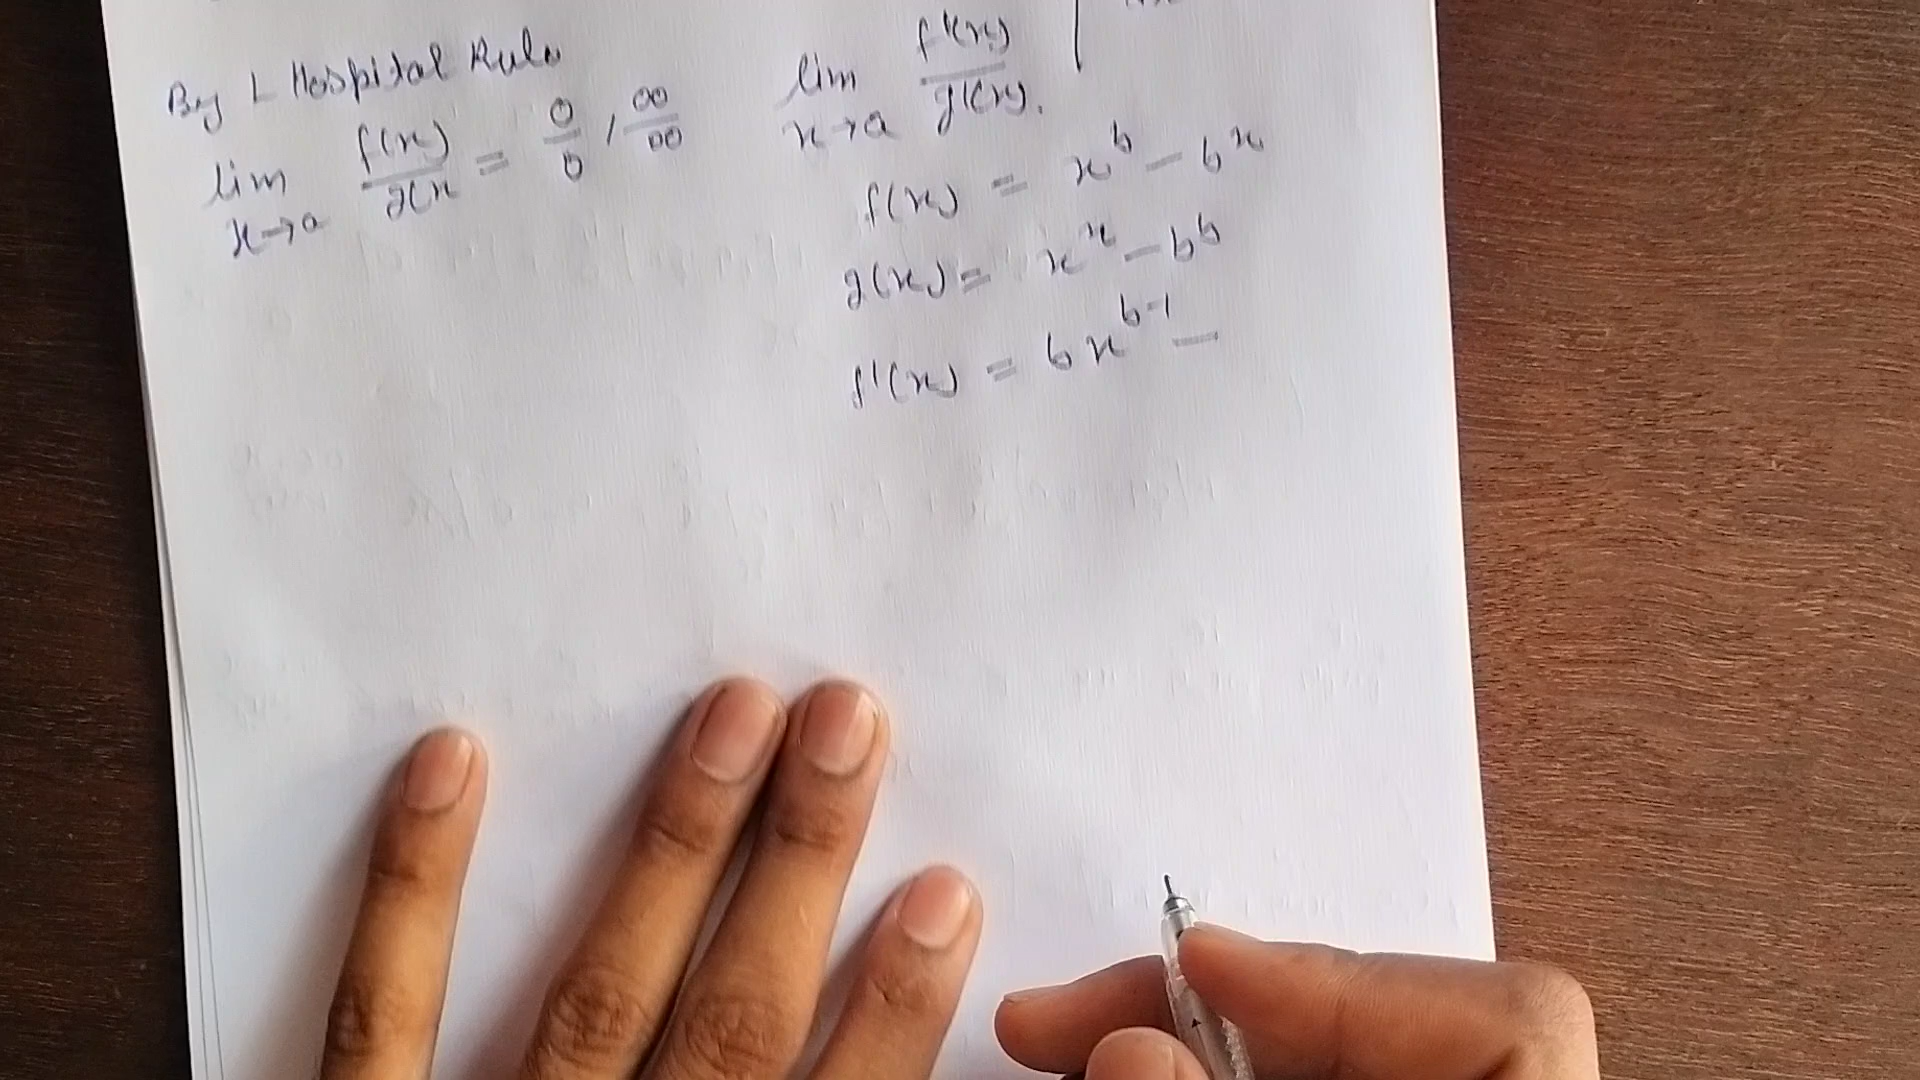 By L Hospital Rule
lim x→a f(x)/g(x = 0/0, ∞/∞
lim x→a f'(x)/g'(x).
f(x) = x^b - b^x
g(x) = x^x - b^b
f'(x) = b x^b-1 -